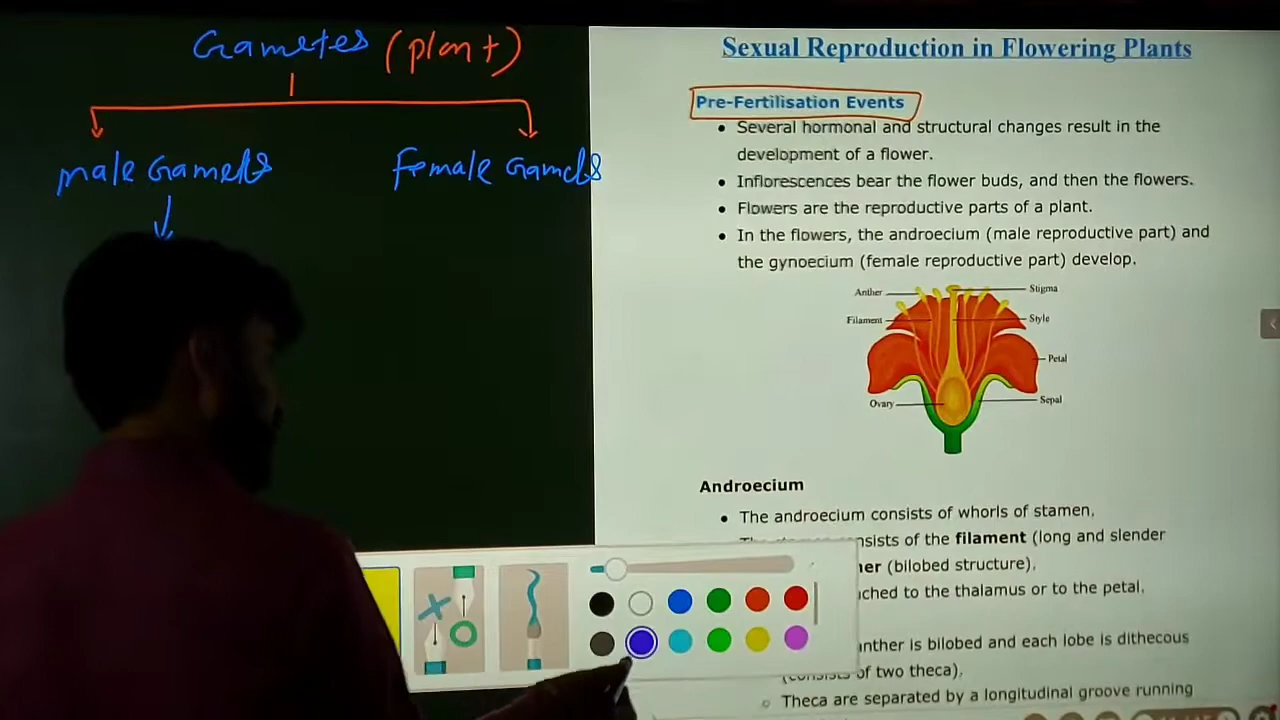 Gametes (plant)
male Gamets
female Gamets
Sexual Reproduction in Flowering Plants
Pre-Fertilisation Events
• Several hormonal and structural changes result in the
development of a flower.
• Inflorescences bear the flower buds, and then the flowers.
• Flowers are the reproductive parts of a plant.
• In the flowers, the androecium (male reproductive part) and
the gynoecium (female reproductive part) develop.
Anther
Stigma
Filament
Style
Petal
Ovary
Sepal
Androecium
• The androecium consists of whorls of stamen.
nsists of the filament (long and slender
her (bilobed structure).
ched to the thalamus or to the petal.
anther is bilobed and each lobe is dithecous
(consists of two theca).
Theca are separated by a longitudinal groove running